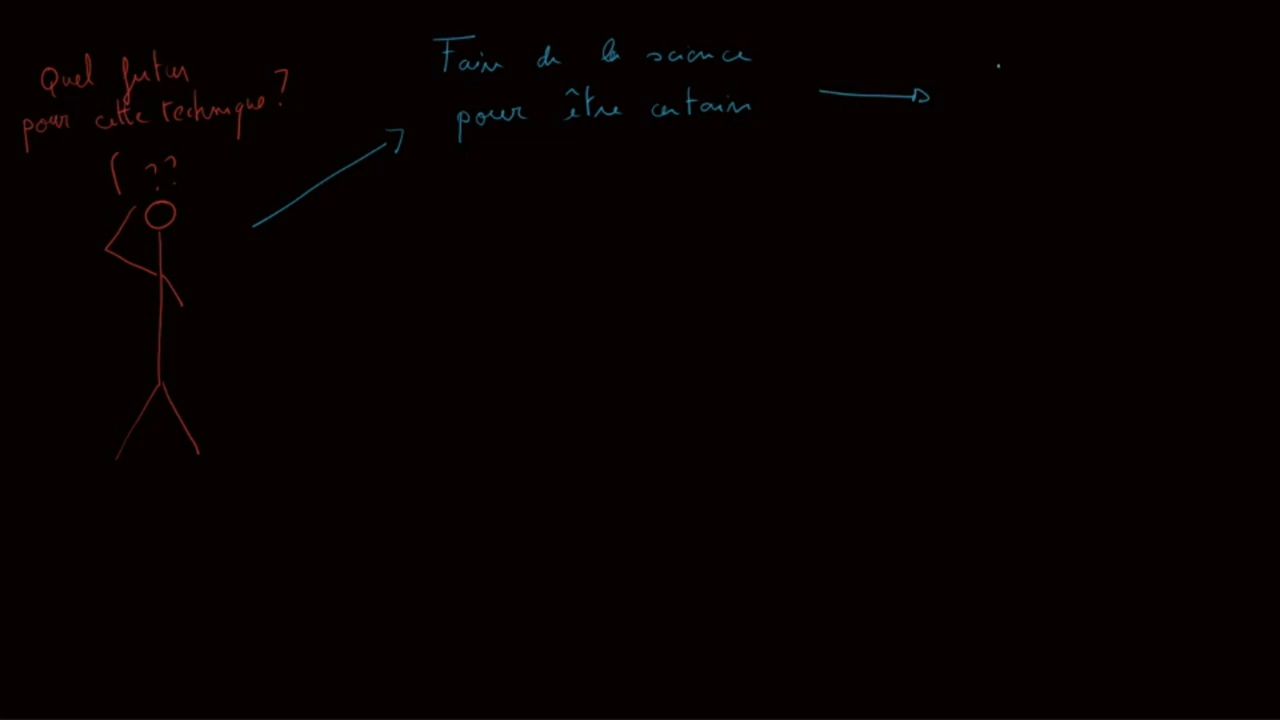 Quel futur
pour cette technique?
??
Faire de la science
pour être certain